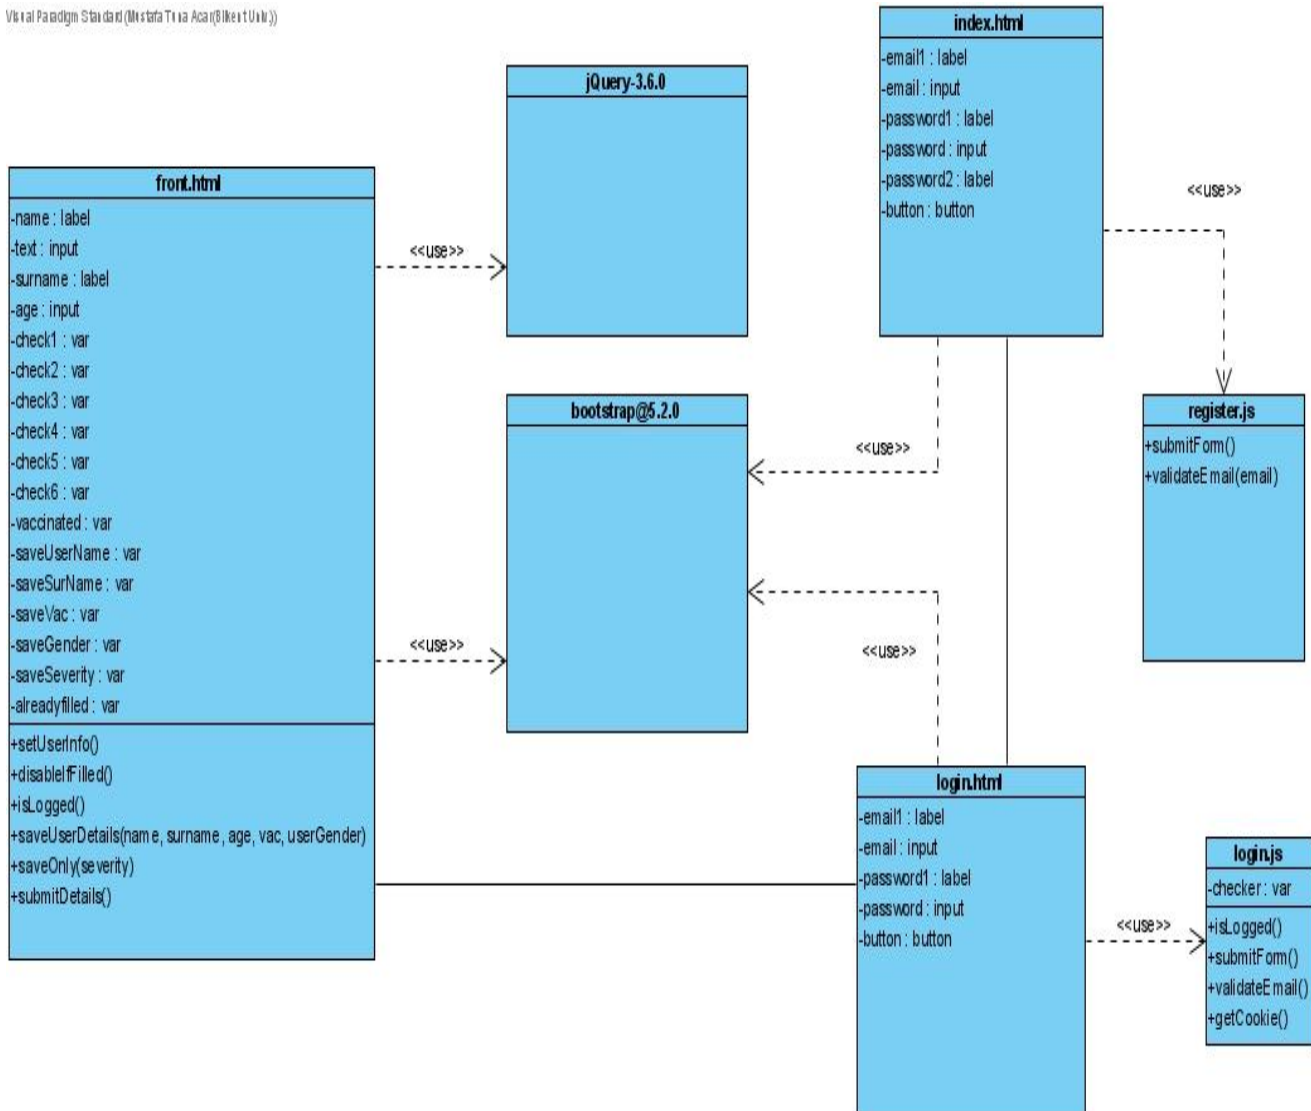 Visual Paradigm Standard (Mustafa Tuna Acar(Bilkent Univ.))
index.html
-email1 : label
-email : input
-password1 : label
-password : input
-password2 : label
-button : button
jQuery-3.6.0
front.html
-name : label
-text : input
-surname : label
-age : input
-check1 : var
-check2 : var
-check3 : var
-check4 : var
-check5 : var
-check6 : var
-vaccinated : var
-saveUserName : var
-saveSurName : var
-saveVac : var
-saveGender : var
-saveSeverity : var
-alreadyfilled : var
+setUserInfo()
+disableIfFilled()
+isLogged()
+saveUserDetails(name, surname, age, vac, userGender)
+saveOnly(severity)
+submitDetails()
<<use>>
<<use>>
bootstrap@5.2.0
<<use>>
<<use>>
<<use>>
register.js
+submitForm()
+validateEmail(email)
login.html
-email1 : label
-email : input
-password1 : label
-password : input
-button : button
<<use>>
login.js
-checker : var
+isLogged()
+submitForm()
+validateEmail()
+getCookie()